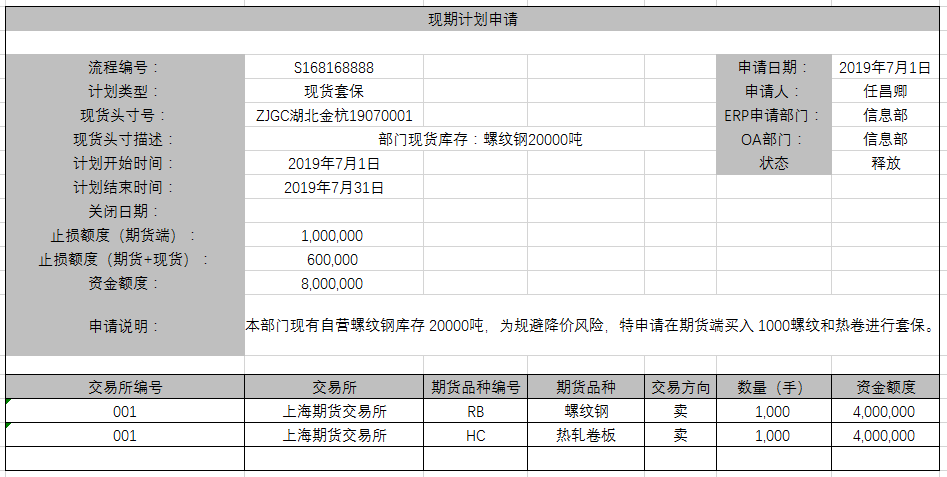 现期计划申请
流程编号： S168168888 申请日期： 2019年7月1日
计划类型： 现货套保 申请人： 任昌卿
现货头寸号： ZJGC湖北金杭19070001 ERP申请部门： 信息部
现货头寸描述： 部门现货库存：螺纹钢20000吨 OA部门： 信息部
计划开始时间： 2019年7月1日 状态 释放
计划结束时间： 2019年7月31日
关闭日期：
止损额度（期货端）： 1,000,000
止损额度（期货+现货）： 600,000
资金额度： 8,000,000
申请说明： 本部门现有自营螺纹钢库存 20000吨，为规避降价风险，特申请在期货端买入 1000螺纹和热卷进行套保。
交易所编号 交易所 期货品种编号 期货品种 交易方向 数量（手） 资金额度
001 上海期货交易所 RB 螺纹钢 卖 1,000 4,000,000
001 上海期货交易所 HC 热轧卷板 卖 1,000 4,000,000